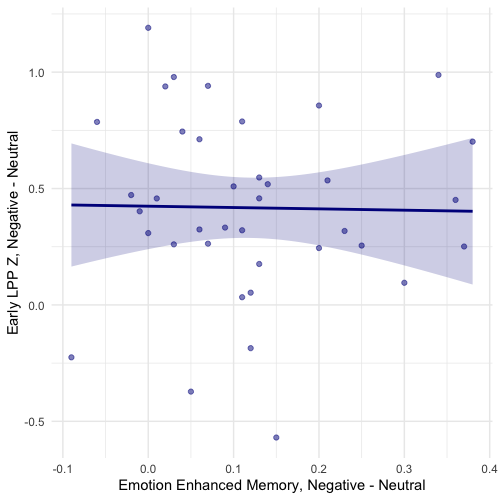 1.0
0.5
0.0
-0.5
Early LPP Z, Negative - Neutral
-0.1 0.0 0.1 0.2 0.3 0.4
Emotion Enhanced Memory, Negative - Neutral